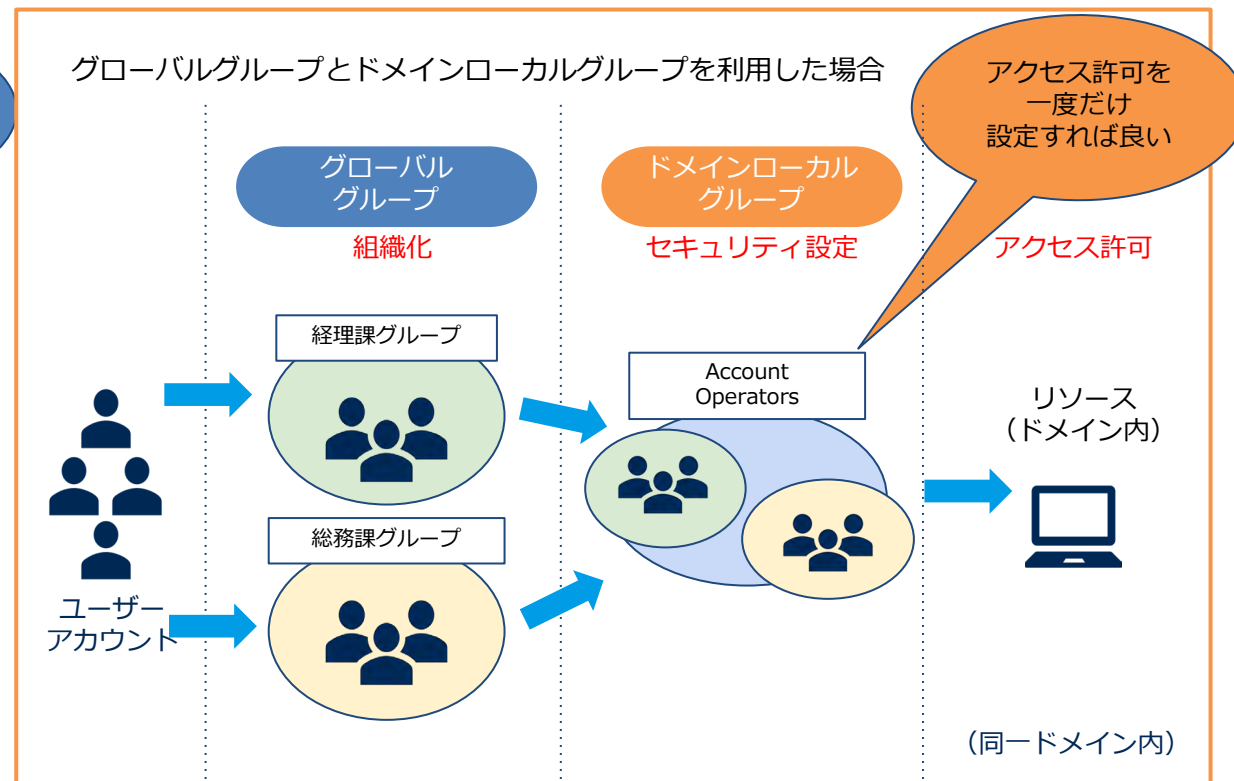 グローバルグループとドメインローカルグループを利用した場合
アクセス許可を
一度だけ
設定すれば良い
グローバル
グループ
ドメインローカル
グループ
組織化
セキュリティ設定
アクセス許可
経理課グループ
Account
Operators
リソース
（ドメイン内）
総務課グループ
ユーザー
アカウント
（同一ドメイン内）